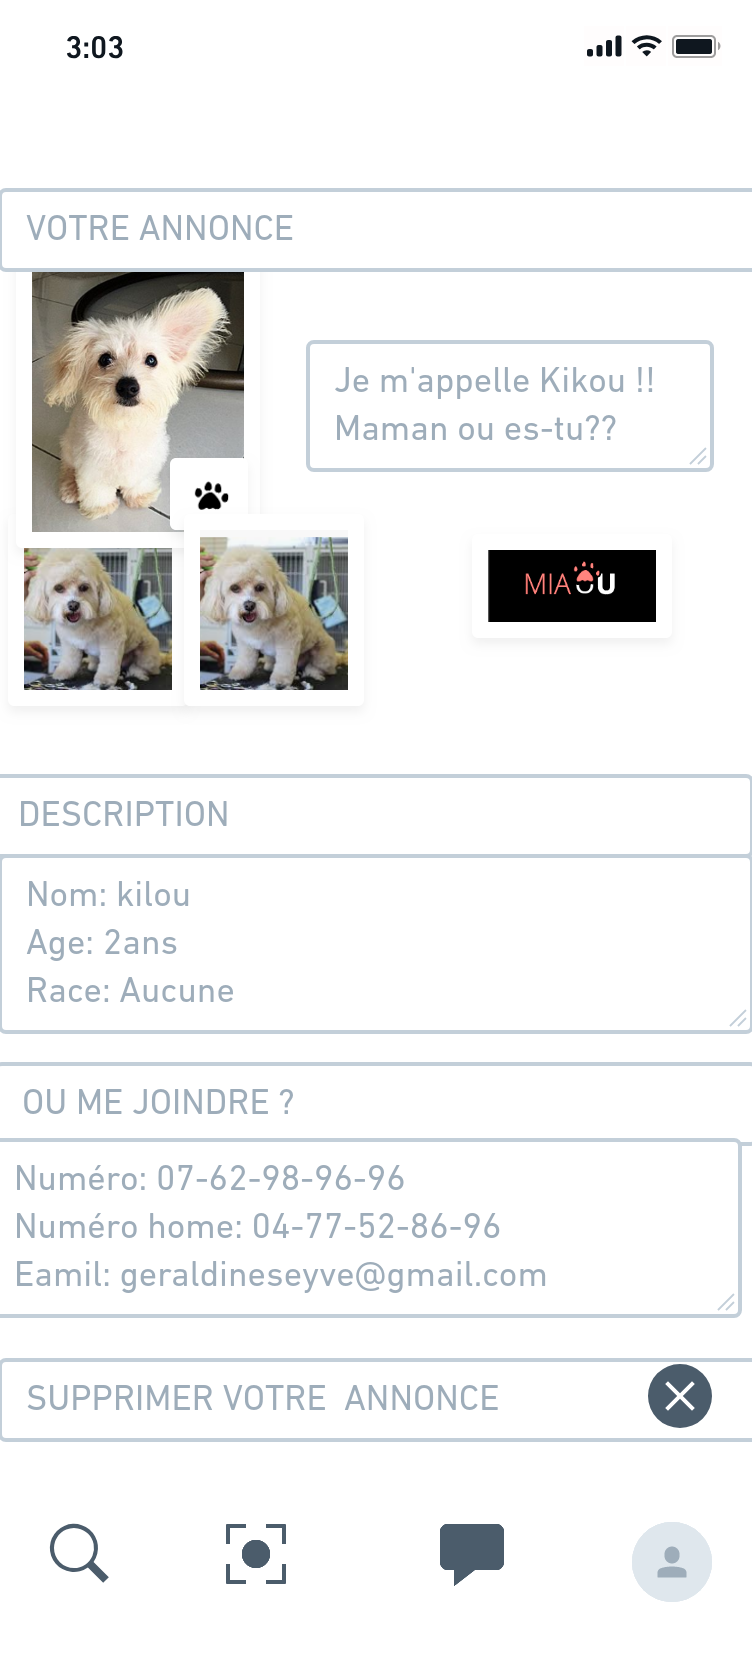 3:03
VOTRE ANNONCE
Je m'appelle Kikou !!
Maman ou es-tu??
MIAOU
DESCRIPTION
Nom: kilou
Age: 2ans
Race: Aucune
OU ME JOINDRE ?
Numéro: 07-62-98-96-96
Numéro home: 04-77-52-86-96
Eamil: geraldineseyve@gmail.com
SUPPRIMER VOTRE ANNONCE